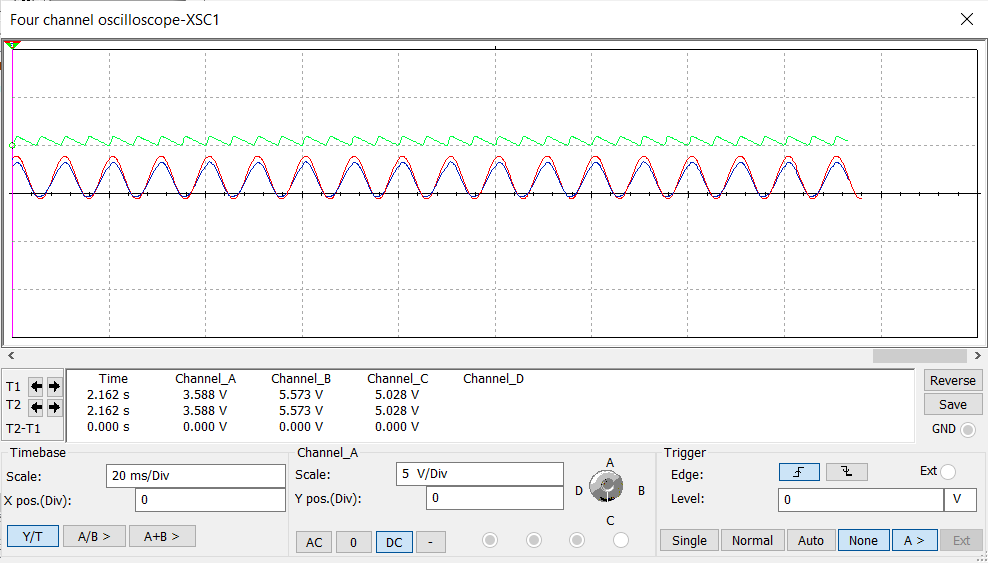 Four channel oscilloscope-XSC1
Time Channel_A Channel_B Channel_C Channel_D
T1 2.162 s 3.588 V 5.573 V 5.028 V
T2 2.162 s 3.588 V 5.573 V 5.028 V
T2-T1 0.000 s 0.000 V 0.000 V 0.000 V
Reverse
Save
GND
Timebase
Scale: 20 ms/Div
X pos.(Div): 0
Y/T A/B > A+B >
Channel_A
Scale: 5 V/Div
Y pos.(Div): 0
AC 0 DC -
A
D B
C
Trigger
Edge: Ext
Level: 0 V
Single Normal Auto None A > Ext